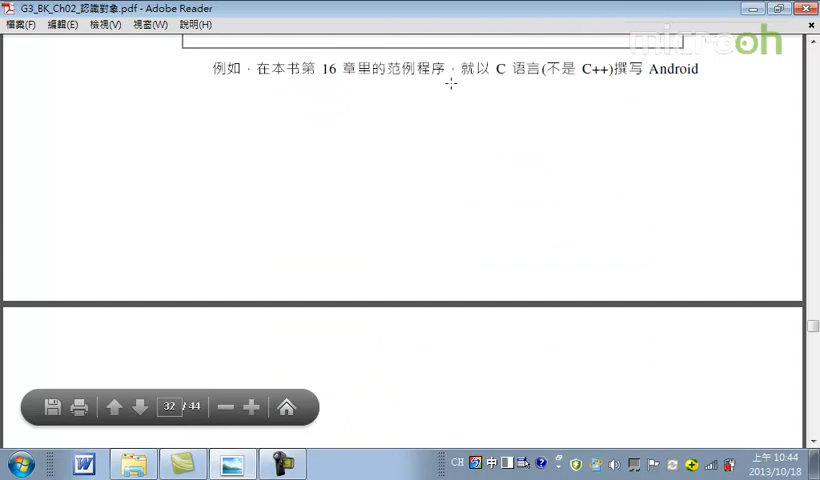 G3_BK_Ch02_認識對象.pdf - Adobe Reader
檔案(F) 編輯(E) 檢視(V) 視窗(W) 說明(H)
microoh
例如，在本书第 16 章里的范例程序，就以 C 语言(不是 C++)撰写 Android
32 / 44
CH 中
上午 10:44
2013/10/18